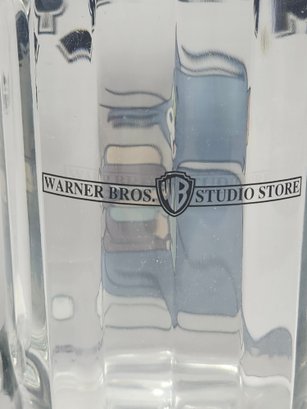 WARNER BROS. WB STUDIO STORE